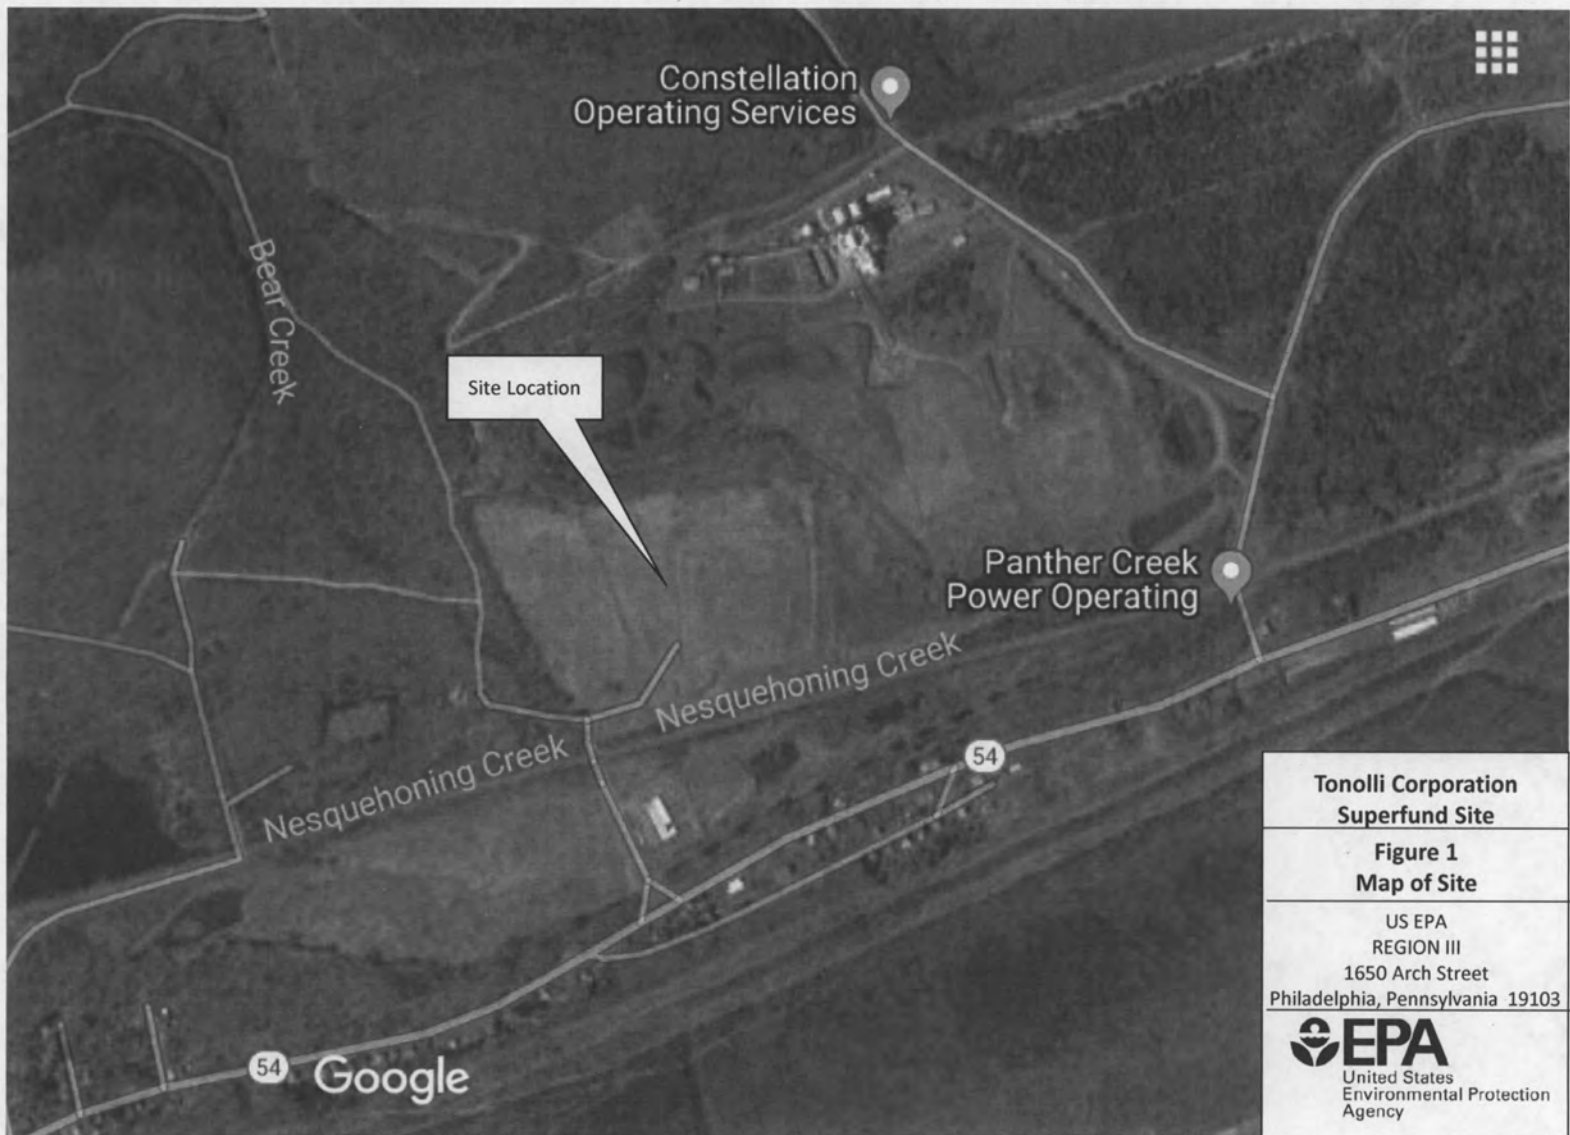 Constellation
Operating Services
Bear Creek
Site Location
Panther Creek
Power Operating
Nesquehoning Creek
Nesquehoning Creek
54
54
Google
Tonolli Corporation
Superfund Site
Figure 1
Map of Site
US EPA
REGION III
1650 Arch Street
Philadelphia, Pennsylvania 19103
EPA
United States
Environmental Protection
Agency